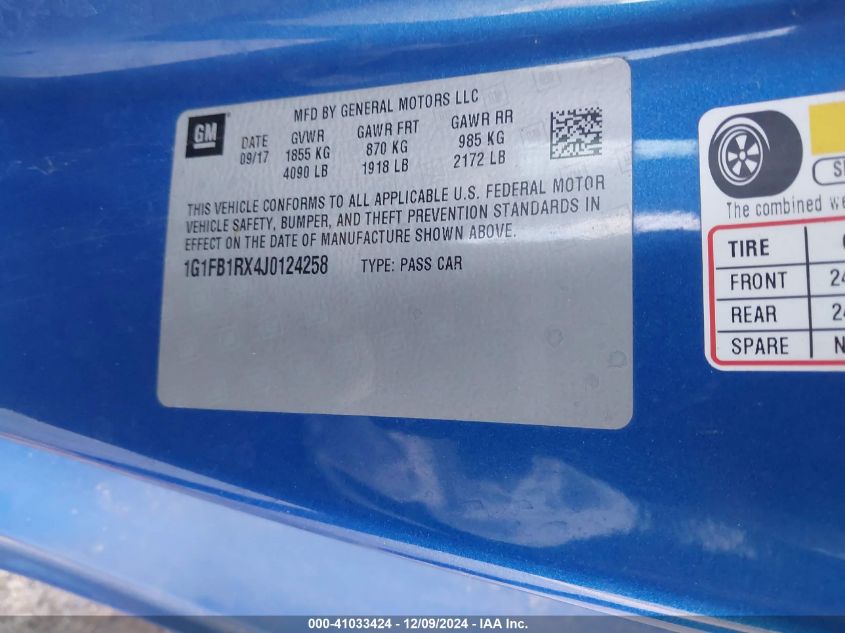 GM
MFD BY GENERAL MOTORS LLC
DATE GVWR GAWR FRT GAWR RR
09/17 1855 KG 870 KG 985 KG
4090 LB 1918 LB 2172 LB
THIS VEHICLE CONFORMS TO ALL APPLICABLE U.S. FEDERAL MOTOR
VEHICLE SAFETY, BUMPER, AND THEFT PREVENTION STANDARDS IN
EFFECT ON THE DATE OF MANUFACTURE SHOWN ABOVE.
1G1FB1RX4J0124258 TYPE: PASS CAR
The combined
TIRE
FRONT 24
REAR 24
SPARE N
000-41033424 - 12/09/2024 - IAA Inc.